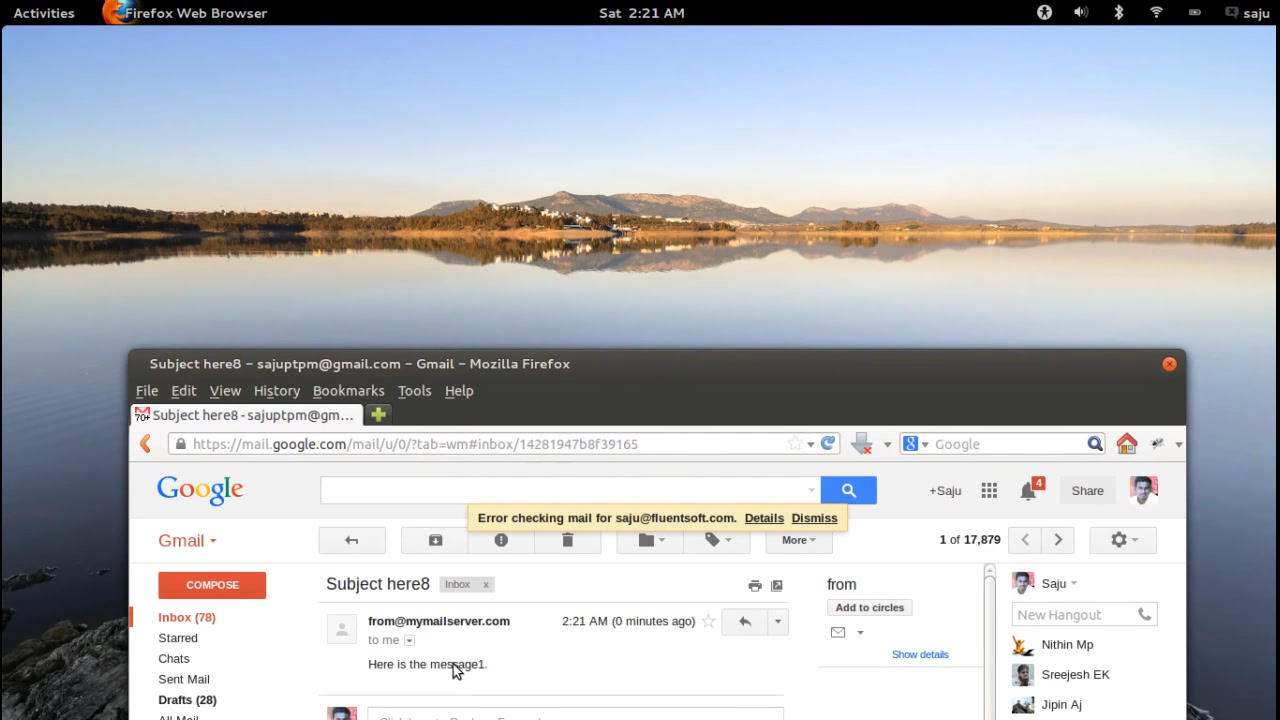 Activities Firefox Web Browser Sat 2:21 AM saju
Subject here8 - sajuptpm@gmail.com - Gmail - Mozilla Firefox
File Edit View History Bookmarks Tools Help
70+ Subject here8 - sajuptpm@gm...
https://mail.google.com/mail/u/0/?tab=wm#inbox/14281947b8f39165 Google
Google +Saju 4 Share
Error checking mail for saju@fluentsoft.com. Details Dismiss
Gmail More 1 of 17,879
COMPOSE
Inbox (78)
Starred
Chats
Sent Mail
Drafts (28)
All Mail
Subject here8 Inbox x
from@mymailserver.com 2:21 AM (0 minutes ago)
to me
Here is the message1.
from
Add to circles
Show details
Saju
New Hangout
Nithin Mp
Sreejesh EK
Jipin Aj